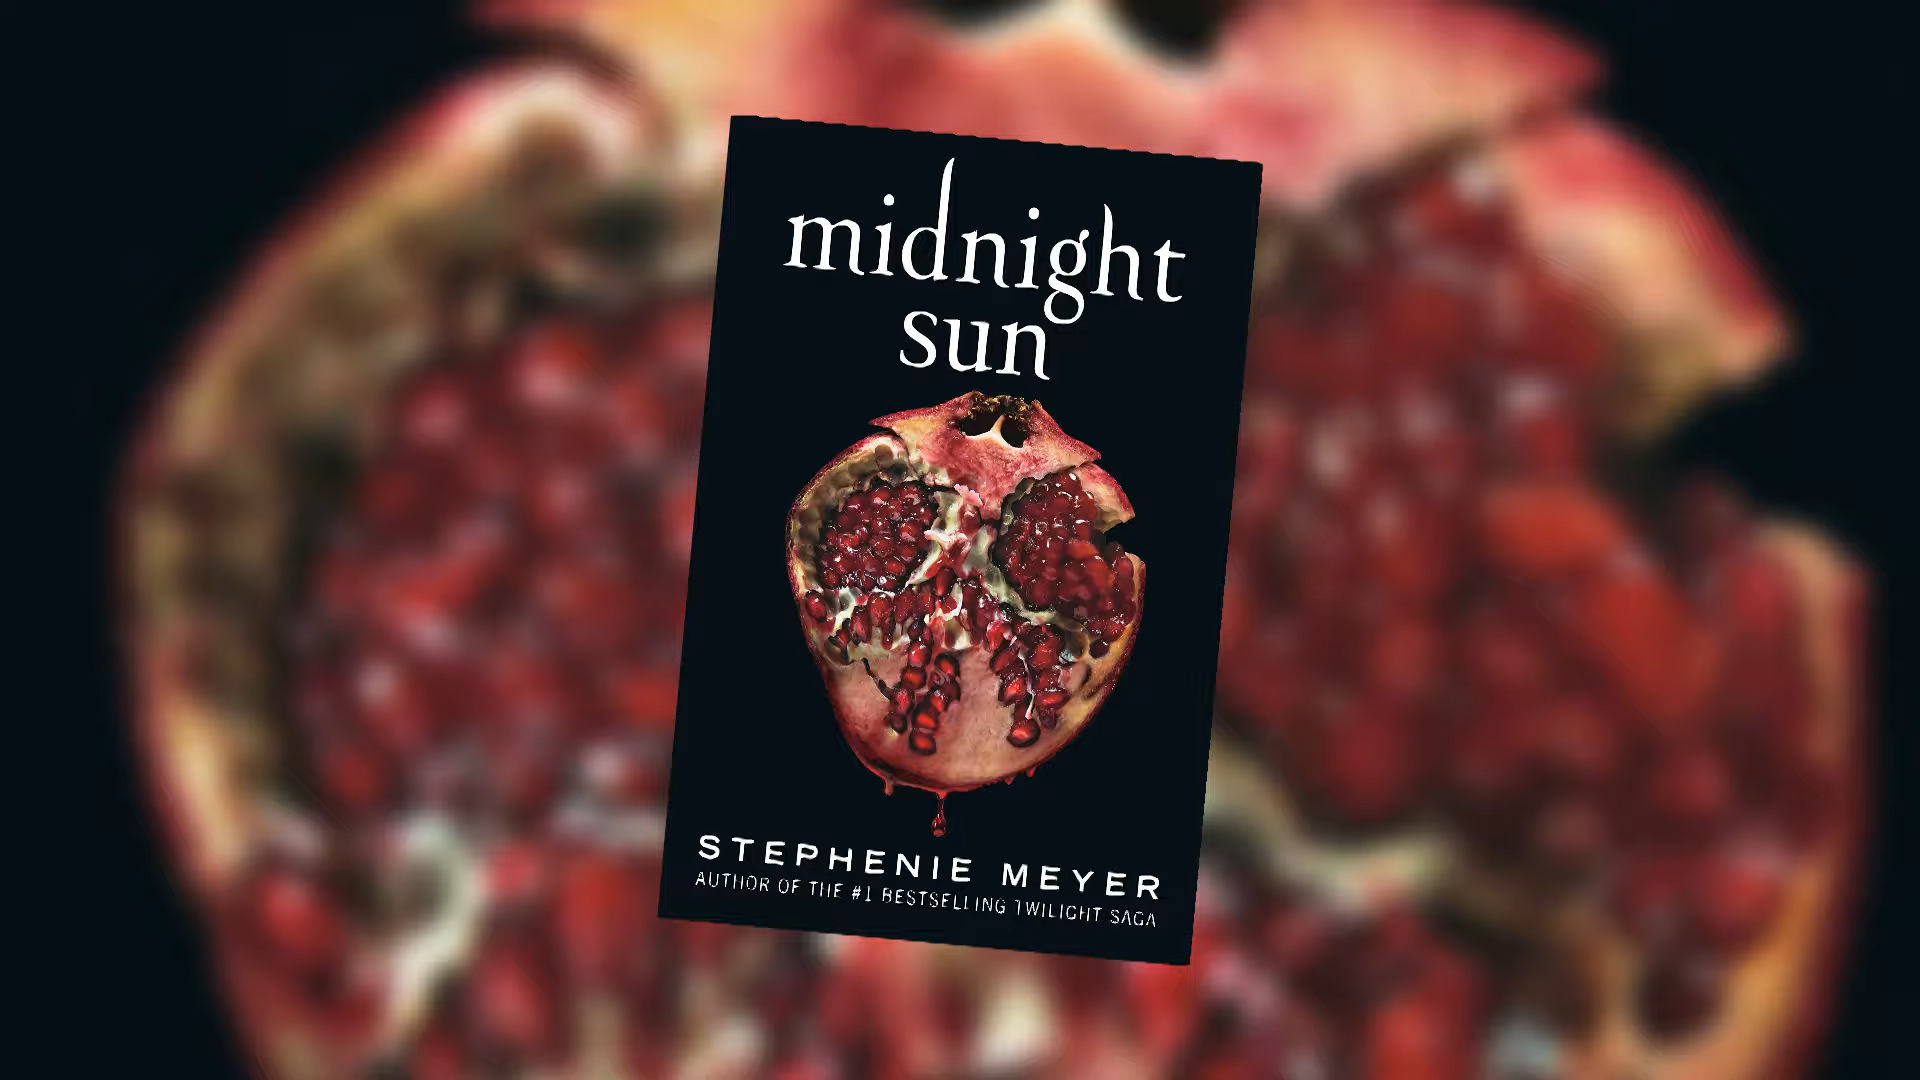 midnight
sun
STEPHENIE MEYER
AUTHOR OF THE #1 BESTSELLING TWILIGHT SAGA